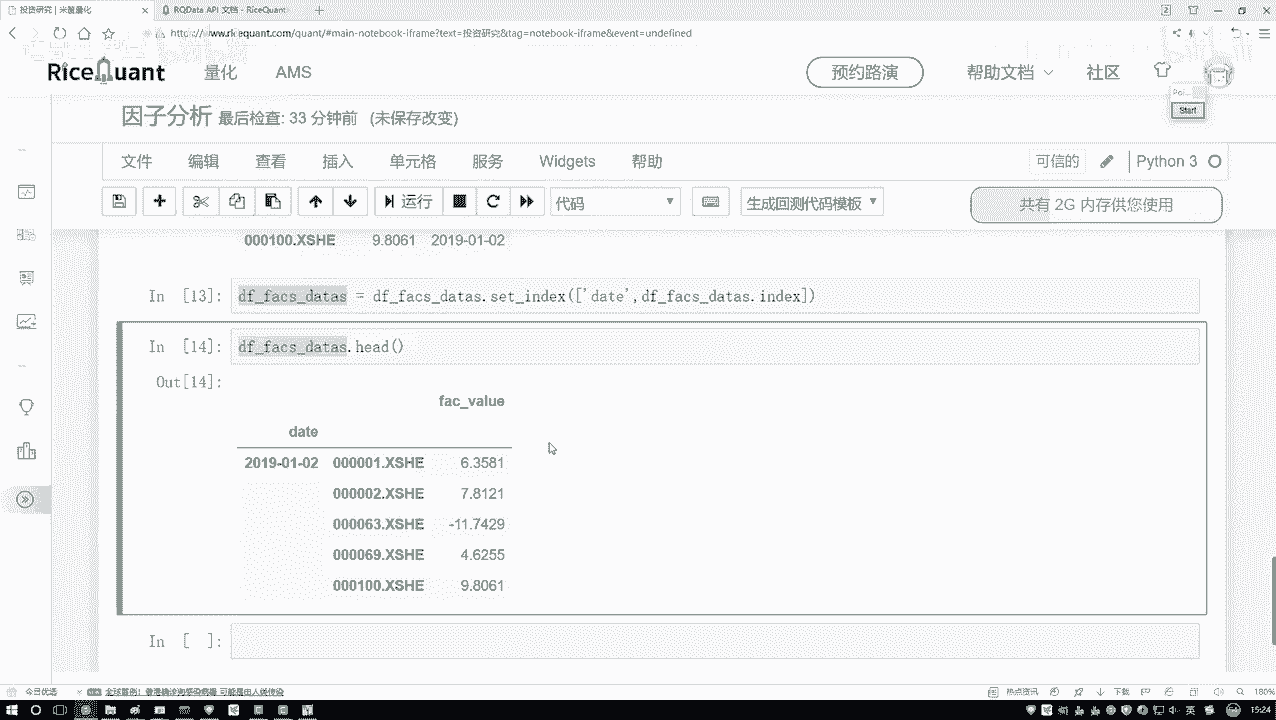 投资研究 | 米筐量化
RQData API 文档 - RiceQuant
https://www.ricequant.com/quant/#main-notebook-iframe?text=投资研究&tag=notebook-iframe&event=undefined
RiceQuant 量化 AMS 预约路演 帮助文档 社区
Start
因子分析 最后检查: 33 分钟前 (未保存改变)
文件 编辑 查看 插入 单元格 服务 Widgets 帮助 可信的 Python 3
运行 代码 生成回测代码模板 共有 2G 内存供您使用
000100.XSHE 9.8061 2019-01-02
In [13]: df_facs_datas = df_facs_datas.set_index(['date',df_facs_datas.index])
In [14]: df_facs_datas.head()
Out[14]:
fac_value
date
2019-01-02 000001.XSHE 6.3581
000002.XSHE 7.8121
000063.XSHE -11.7429
000069.XSHE 4.6255
000100.XSHE 9.8061
In [ ]:
今日优选 热点资讯 下载 180%
英 15:24